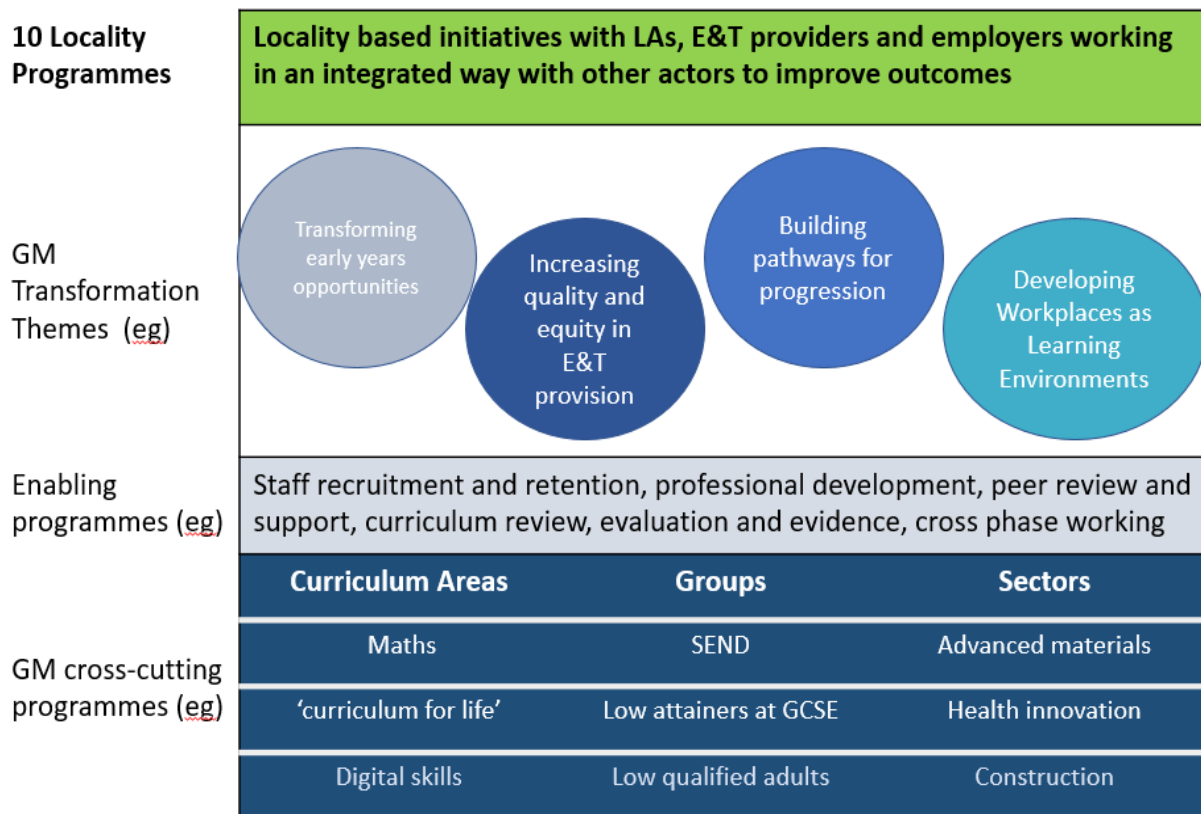 10 Locality
Programmes
Locality based initiatives with LAs, E&T providers and employers working
in an integrated way with other actors to improve outcomes
GM
Transformation
Themes (eg)
Transforming
early years
opportunities
Increasing
quality and
equity in
E&T
provision
Building
pathways for
progression
Developing
Workplaces as
Learning
Environments
Enabling
programmes (eg)
Staff recruitment and retention, professional development, peer review and
support, curriculum review, evaluation and evidence, cross phase working
GM cross-cutting
programmes (eg)
Curriculum Areas Groups Sectors
Maths SEND Advanced materials
‘curriculum for life’ Low attainers at GCSE Health innovation
Digital skills Low qualified adults Construction